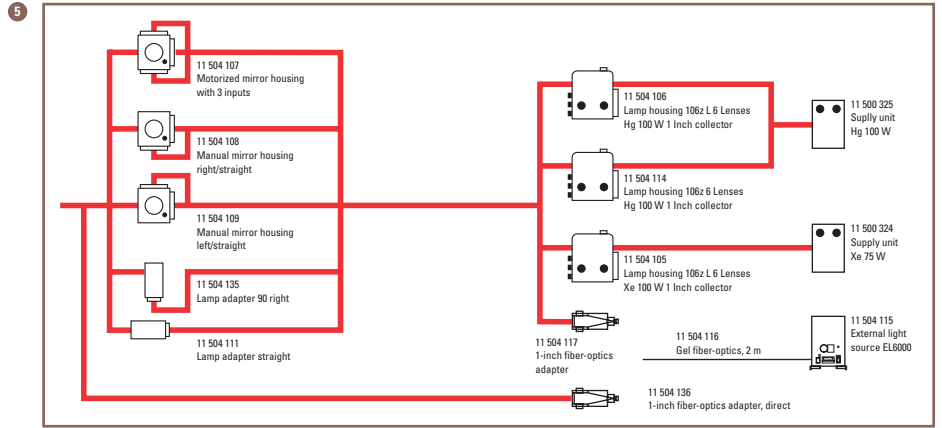 5
11 504 107
Motorized mirror housing
with 3 inputs
11 504 108
Manual mirror housing
right/straight
11 504 109
Manual mirror housing
left/straight
11 504 135
Lamp adapter 90 right
11 504 111
Lamp adapter straight
11 504 106
Lamp housing 106z L 6 Lenses
Hg 100 W 1 Inch collector
11 504 114
Lamp housing 106z 6 Lenses
Hg 100 W 1 Inch collector
11 504 105
Lamp housing 106z L 6 Lenses
Xe 100 W 1 Inch collector
11 504 117
1-inch fiber-optics
adapter
11 504 116
Gel fiber-optics, 2 m
11 504 136
1-inch fiber-optics adapter, direct
11 500 325
Suplly unit
Hg 100 W
11 500 324
Supply unit
Xe 75 W
11 504 115
External light
source EL6000